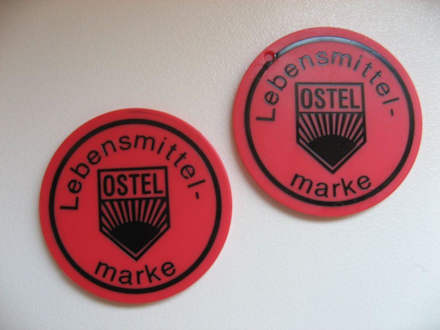 Lebensmittel-
OSTEL
marke
Lebensmittel-
OSTEL
marke